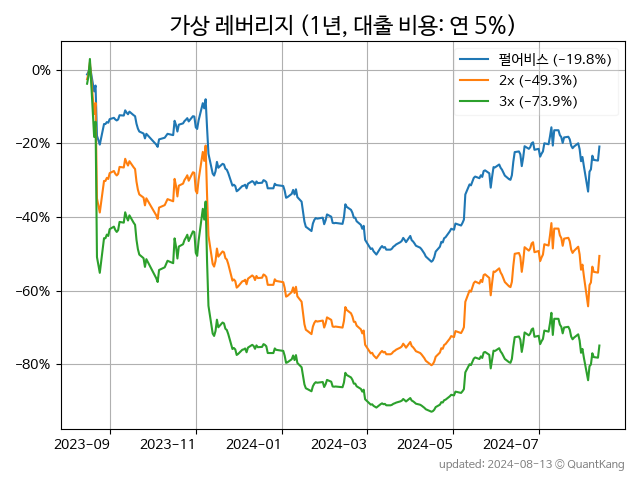 가상 레버리지 (1년, 대출 비용: 연 5%)
펄어비스 (−19.8%)
2x (−49.3%)
3x (−73.9%)
0%
−20%
−40%
−60%
−80%
2023−09 2023−11 2024−01 2024−03 2024−05 2024−07
updated: 2024−08−13 ⓒ QuantKang